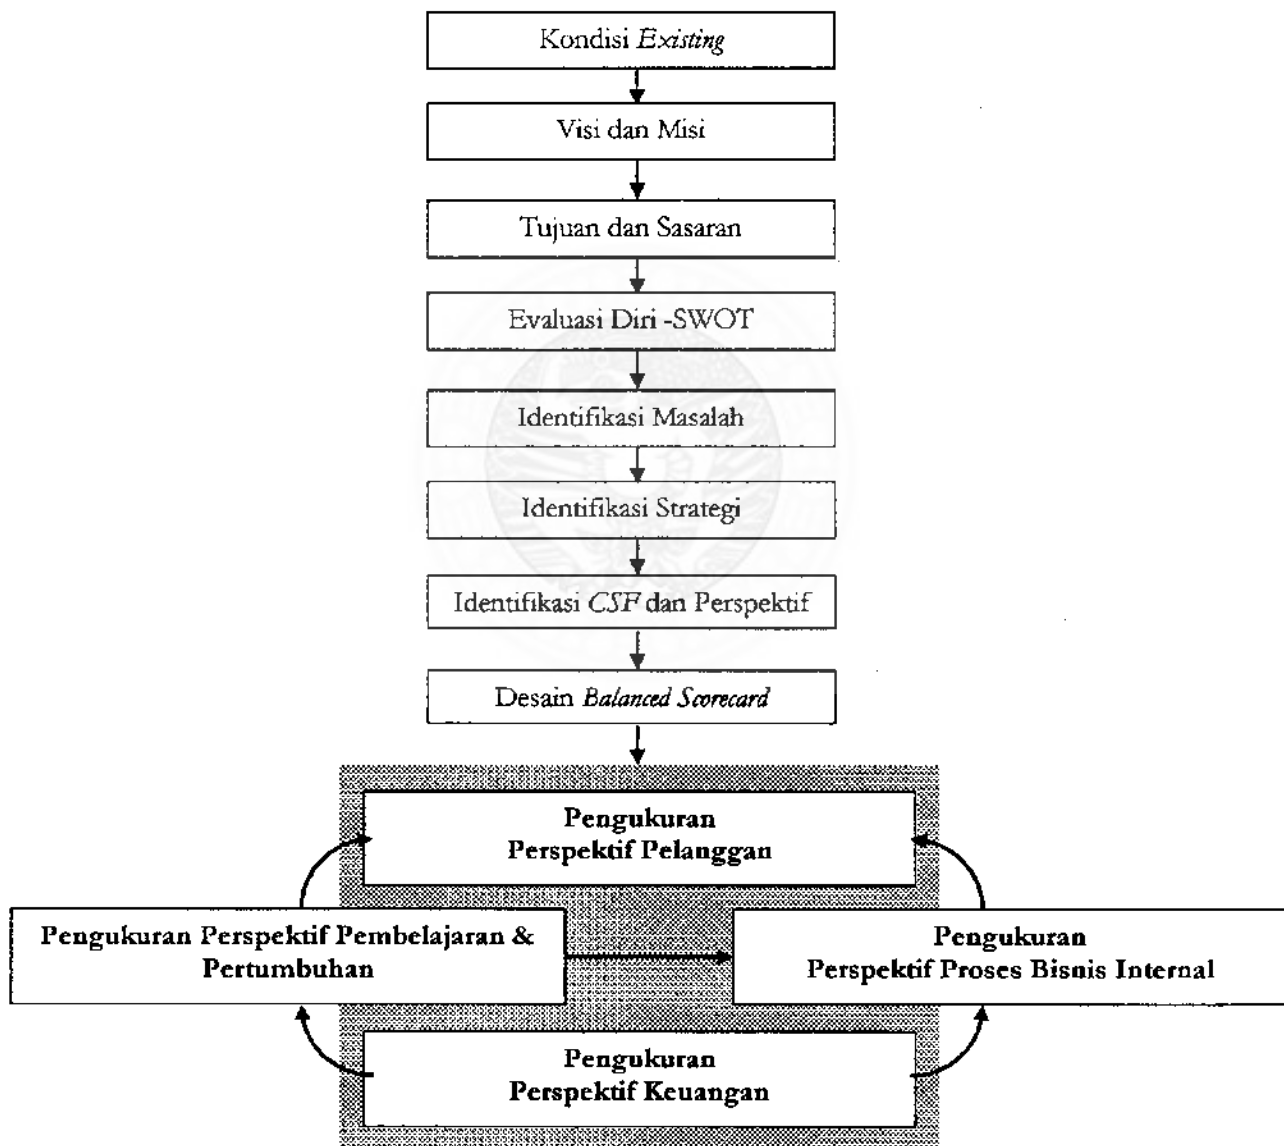 Kondisi Existing
Visi dan Misi
Tujuan dan Sasaran
Evaluasi Diri -SWOT
Identifikasi Masalah
Identifikasi Strategi
Identifikasi CSF dan Perspektif
Desain Balanced Scorecard
Pengukuran
Perspektif Pelanggan
Pengukuran Perspektif Pembelajaran &
Pertumbuhan
Pengukuran
Perspektif Proses Bisnis Internal
Pengukuran
Perspektif Keuangan